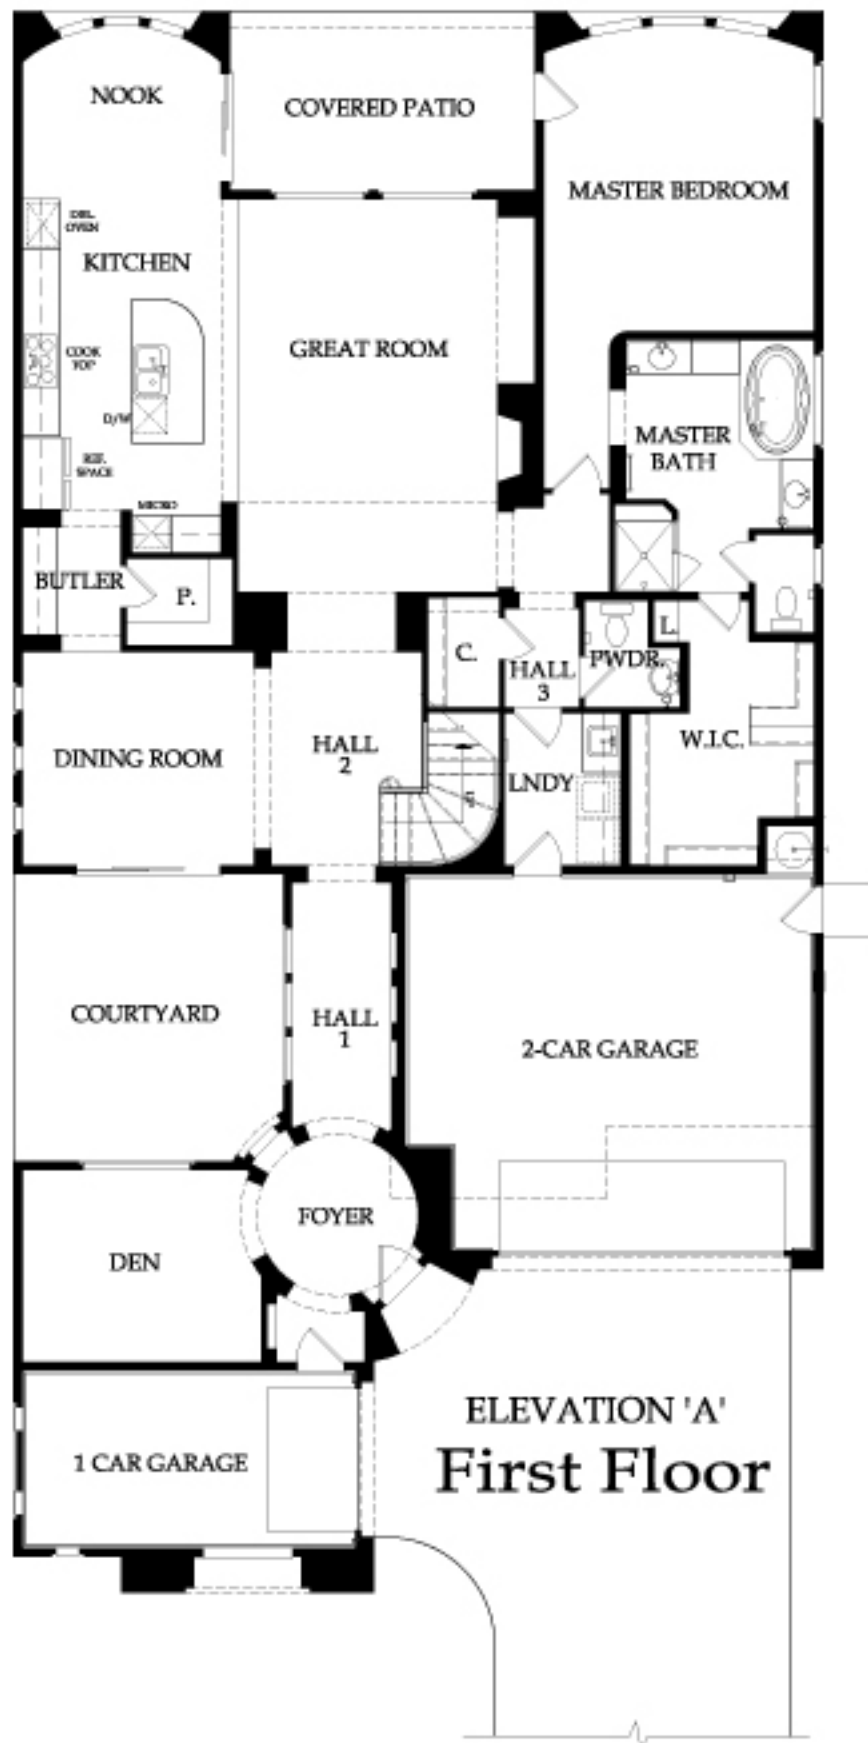 NOOK
COVERED PATIO
MASTER BEDROOM
DBL.
OVEN
KITCHEN
GREAT ROOM
COOK
TOP
D/W
MASTER
BATH
REF.
SPACE
MICRO
BUTLER
P.
C.
HALL
3
PWDR.
L.
DINING ROOM
HALL
2
W.I.C.
LNDY
COURTYARD
HALL
1
2-CAR GARAGE
FOYER
DEN
ELEVATION 'A'
First Floor
1 CAR GARAGE